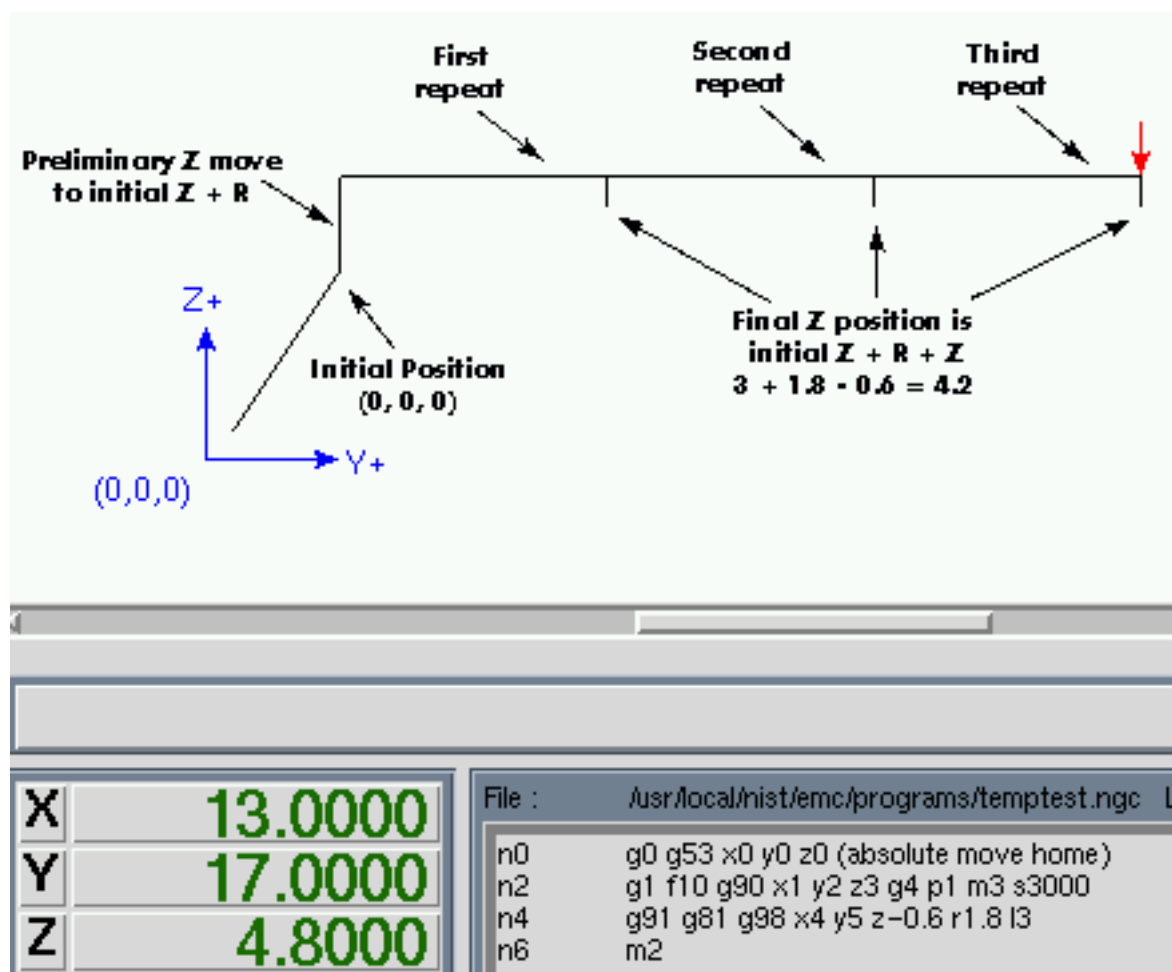 First
repeat
Second
repeat
Third
repeat
Preliminary Z move
to initial Z + R
Z+
Initial Position
(0, 0, 0)
Final Z position is
initial Z + R + Z
3 + 1.8 - 0.6 = 4.2
Y+
(0,0,0)
X 13.0000
Y 17.0000
Z 4.8000
File : /usr/local/nist/emc/programs/temptest.ngc
n0 g0 g53 x0 y0 z0 (absolute move home)
n2 g1 f10 g90 x1 y2 z3 g4 p1 m3 s3000
n4 g91 g81 g98 x4 y5 z-0.6 r1.8 l3
n6 m2